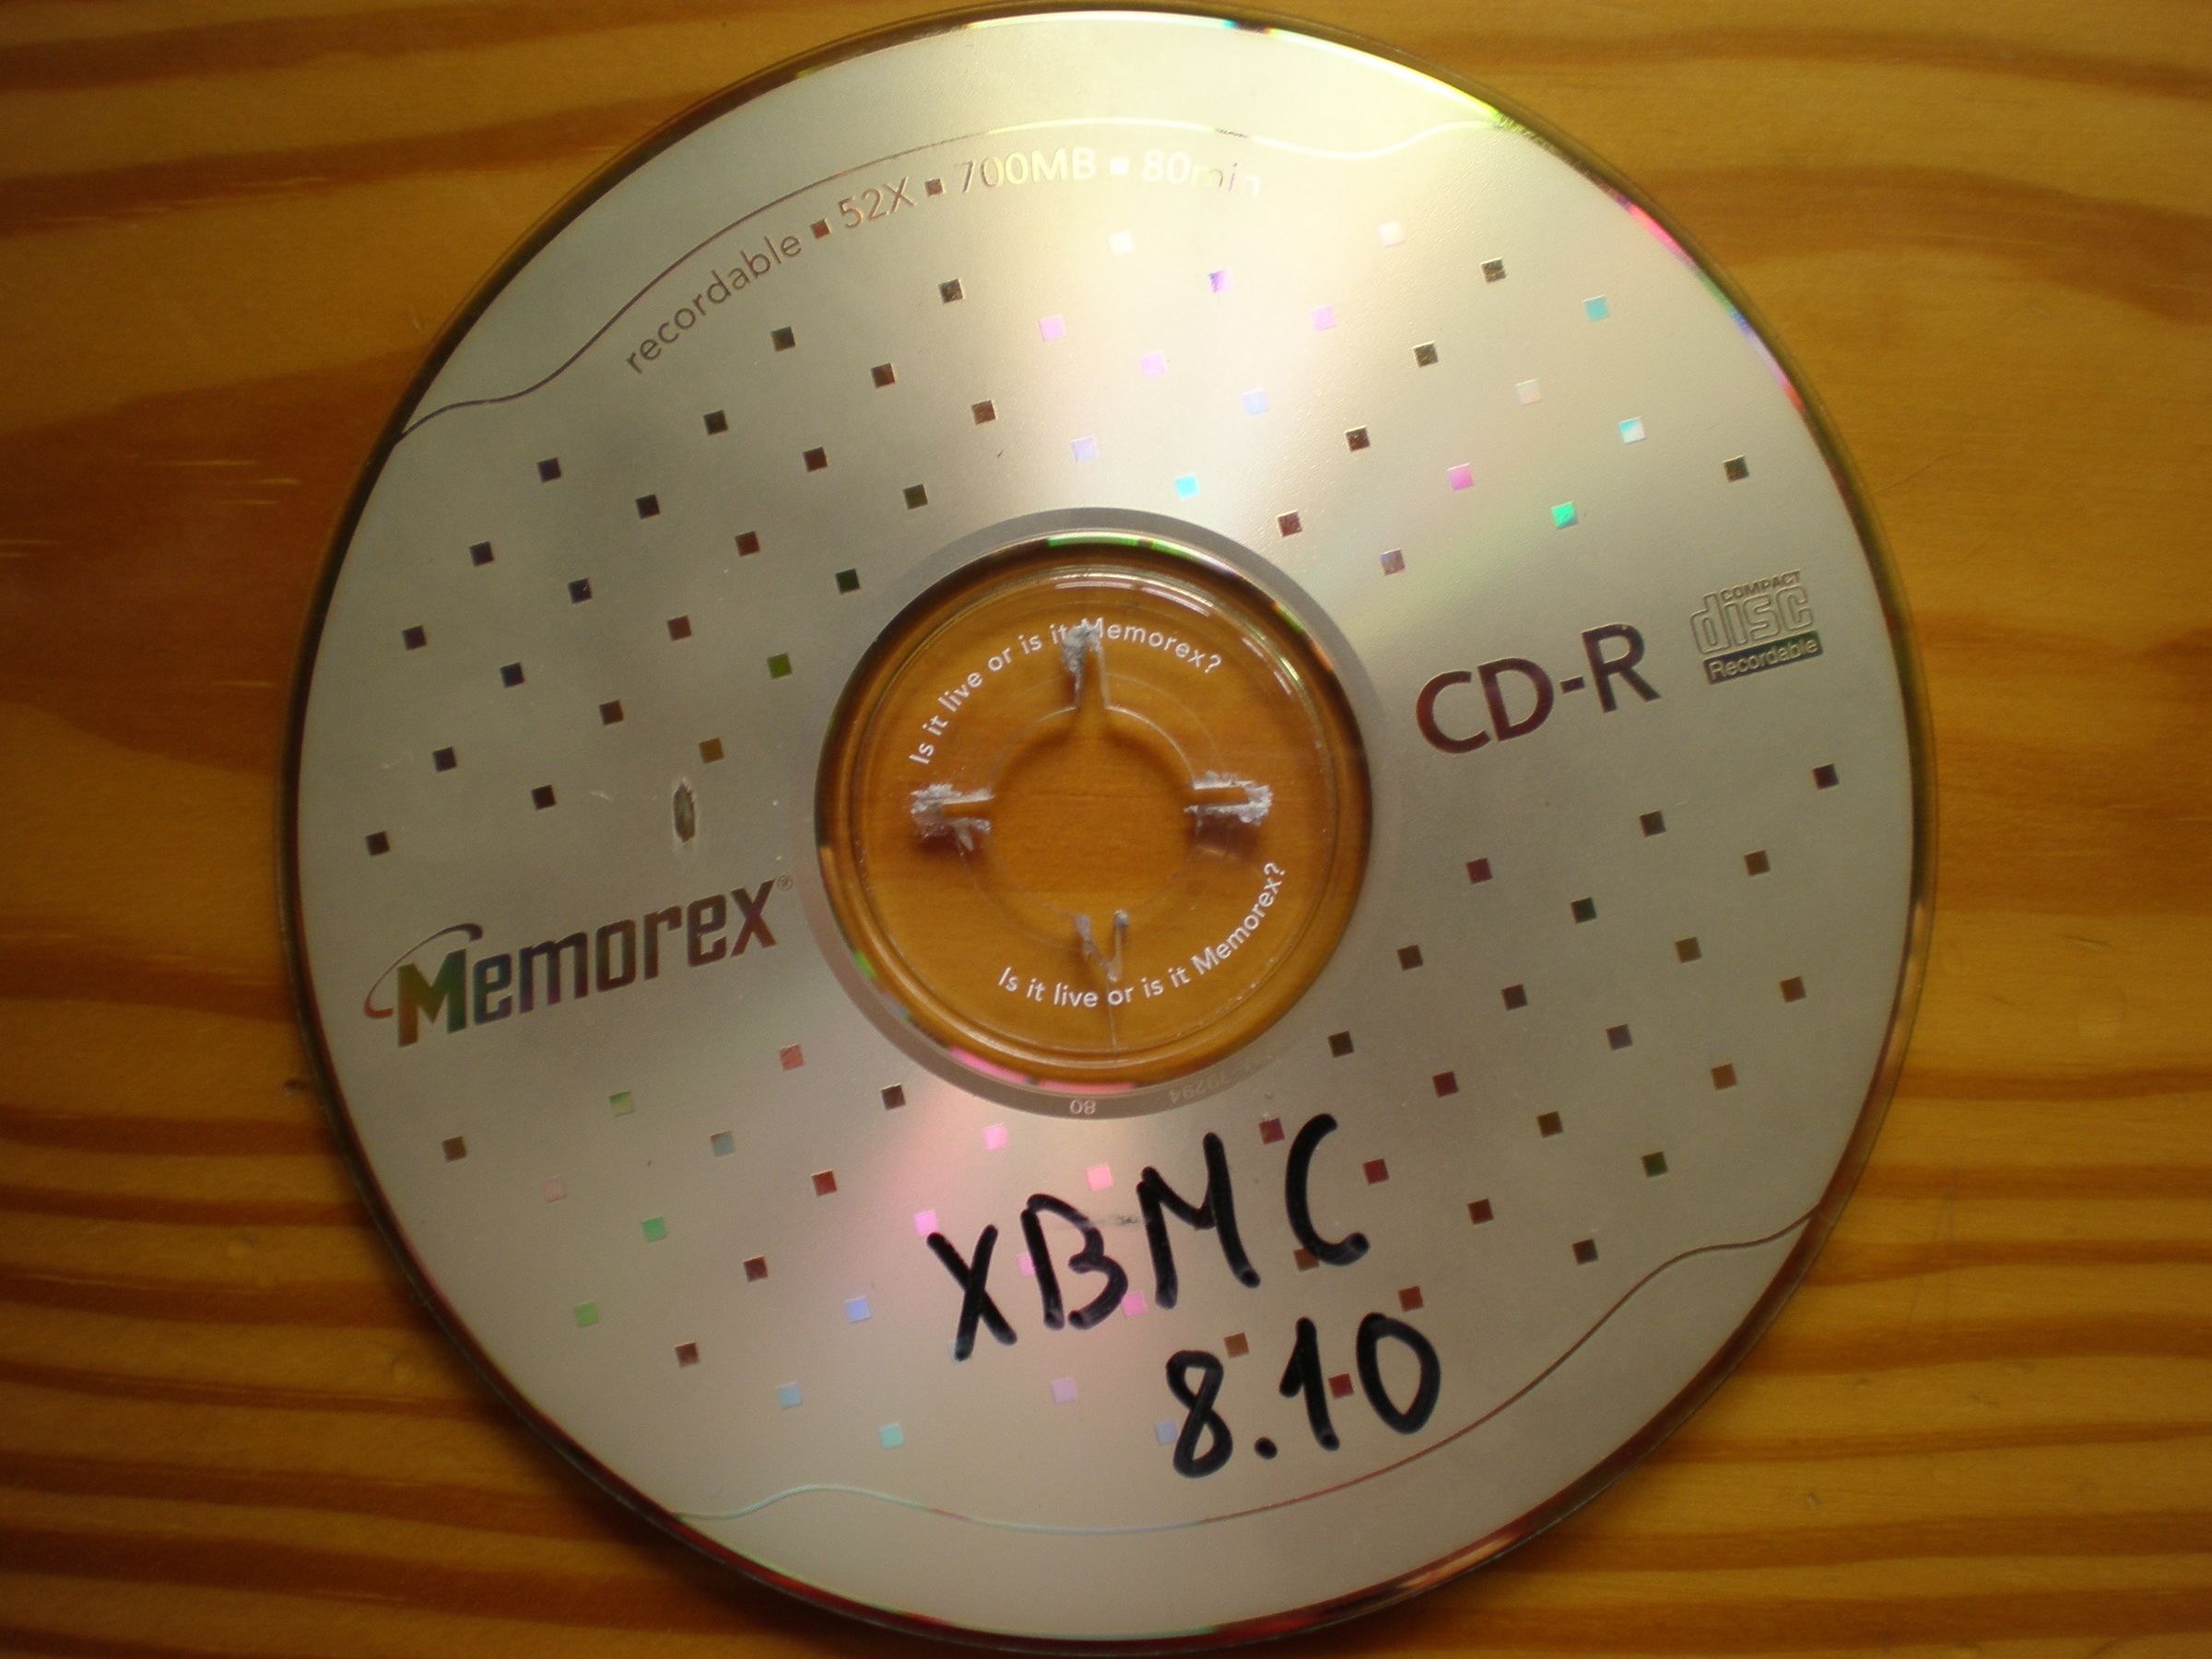 recordable ▪ 52X ▪ 700MB ▪ 80min
Is it live or is it Memorex?
COMPACT
disc
Recordable
CD-R
Memorex®
Is it live or is it Memorex?
80
XBMC
8.10